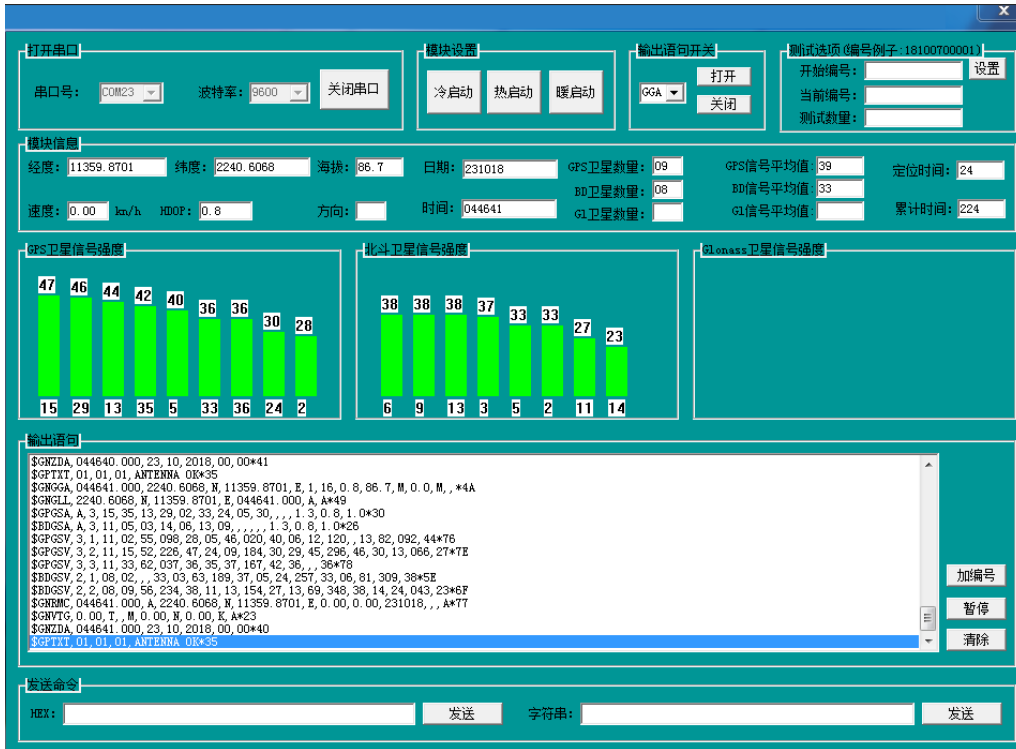 x
打开串口
串口号: COM23 波特率: 9600 关闭串口
模块设置
冷启动 热启动 暖启动
输出语句开关
GGA 打开
关闭
测试选项(编号例子:18100700001)
开始编号: 设置
当前编号:
测试数量:
模块信息
经度: 11359.8701 纬度: 2240.6068 海拔: 86.7 日期: 231018 GPS卫星数量: 09 GPS信号平均值: 39 定位时间: 24
BD卫星数量: 08 BD信号平均值: 33
速度: 0.00 km/h HDOP: 0.8 方向: 时间: 044641 Gl卫星数量: Gl信号平均值: 累计时间: 224
GPS卫星信号强度
47 46 44 42 40 36 36 30 28
15 29 13 35 5 33 36 24 2
北斗卫星信号强度
38 38 38 37 33 33 27 23
6 9 13 3 5 2 11 14
Glonass卫星信号强度
输出语句
$GNZDA,044640.000,23,10,2018,00,00*41
$GPTXT,01,01,01,ANTENNA OK*35
$GNGGA,044641.000,2240.6068,N,11359.8701,E,1,16,0.8,86.7,M,0.0,M,,*4A
$GNGLL,2240.6068,N,11359.8701,E,044641.000,A,A*49
$GPGSA,A,3,15,35,13,29,02,33,24,05,30,,,,1.3,0.8,1.0*30
$BDGSA,A,3,11,05,03,14,06,13,09,,,,,,1.3,0.8,1.0*26
$GPGSV,3,1,11,02,55,098,28,05,46,020,40,06,12,120,,13,82,092,44*76
$GPGSV,3,2,11,15,52,226,47,24,09,184,30,29,45,296,46,30,13,066,27*7E
$GPGSV,3,3,11,33,62,037,36,35,37,167,42,36,,,36*78
$BDGSV,2,1,08,02,,,33,03,63,189,37,05,24,257,33,06,81,309,38*5E
$BDGSV,2,2,08,09,56,234,38,11,13,154,27,13,69,348,38,14,24,043,23*6F
$GNRMC,044641.000,A,2240.6068,N,11359.8701,E,0.00,0.00,231018,,,A*77
$GNVTG,0.00,T,,M,0.00,N,0.00,K,A*23
$GNZDA,044641.000,23,10,2018,00,00*40
$GPTXT,01,01,01,ANTENNA OK*35
加编号
暂停
清除
发送命令
HEX: 发送 字符串: 发送